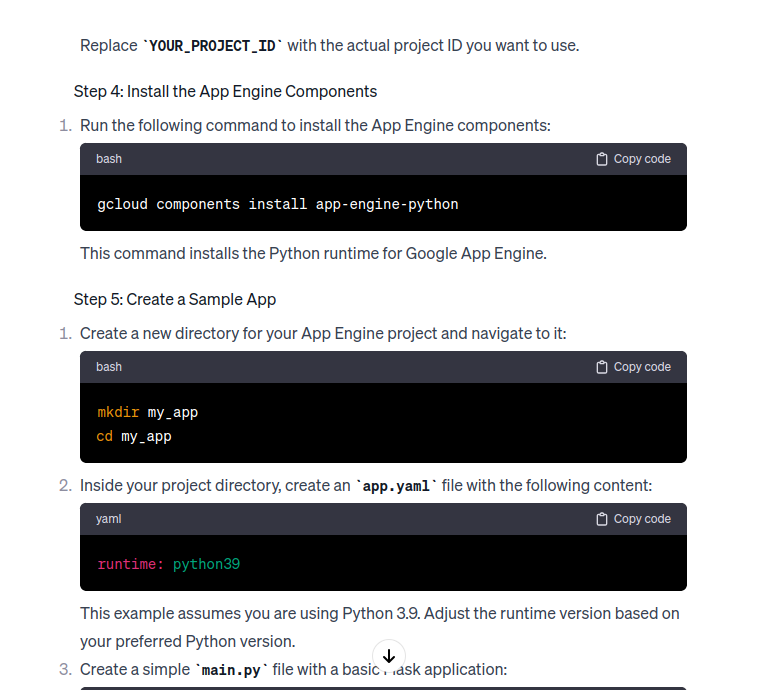 Replace `YOUR_PROJECT_ID` with the actual project ID you want to use.
Step 4: Install the App Engine Components
1. Run the following command to install the App Engine components:
bash
Copy code
gcloud components install app-engine-python
This command installs the Python runtime for Google App Engine.
Step 5: Create a Sample App
1. Create a new directory for your App Engine project and navigate to it:
bash
Copy code
mkdir my_app
cd my_app
2. Inside your project directory, create an `app.yaml` file with the following content:
yaml
Copy code
runtime: python39
This example assumes you are using Python 3.9. Adjust the runtime version based on
your preferred Python version.
3. Create a simple `main.py` file with a basic Flask application: